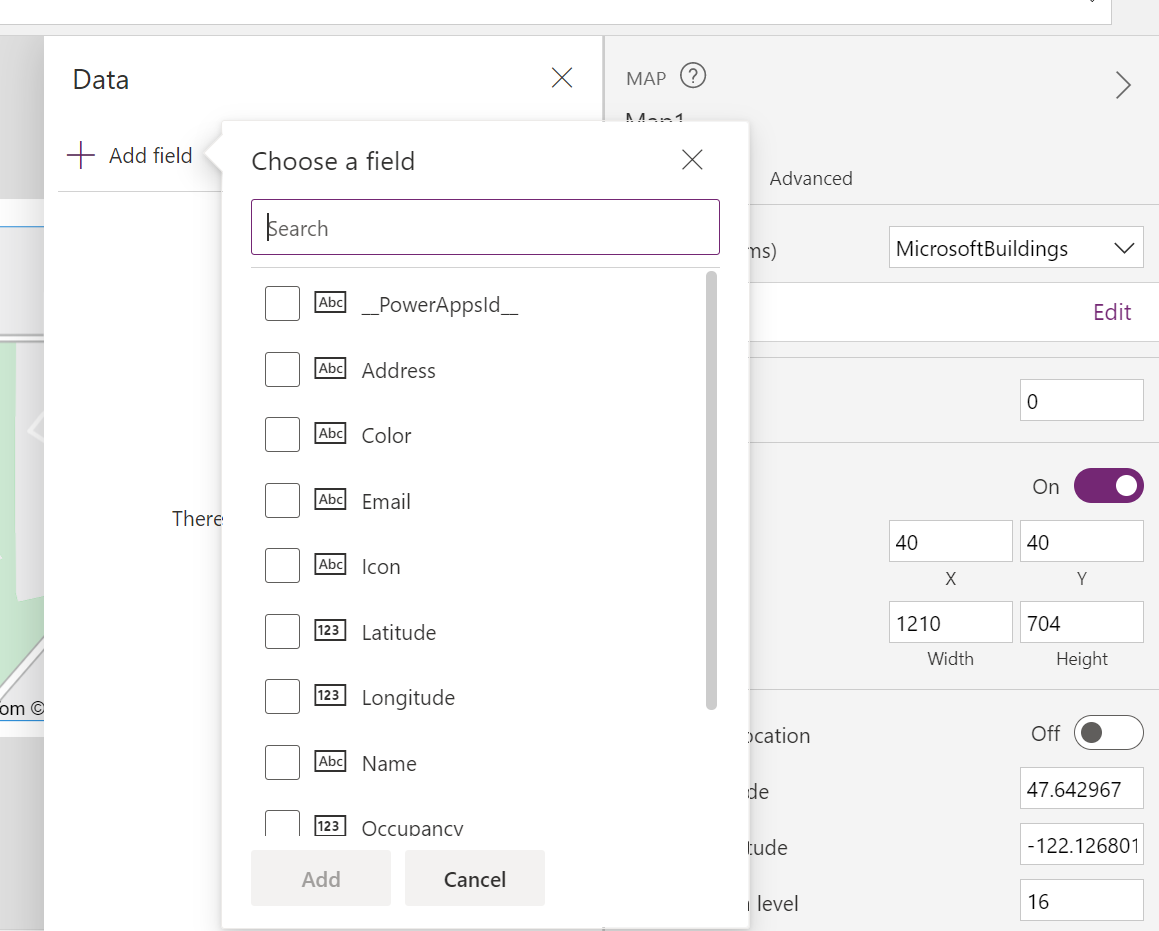 Data
MAP
Map1
Add field
Choose a field
Advanced
Search
ms)
MicrosoftBuildings
Abc __PowerAppsId__
Edit
Abc Address
0
Abc Color
Abc Email
On
There
40
40
X
Y
Abc Icon
123 Latitude
1210
704
Width
Height
123 Longitude
om ©
ocation
Off
Abc Name
de
47.642967
123 Occupancy
tude
-122.126801
Add
Cancel
level
16